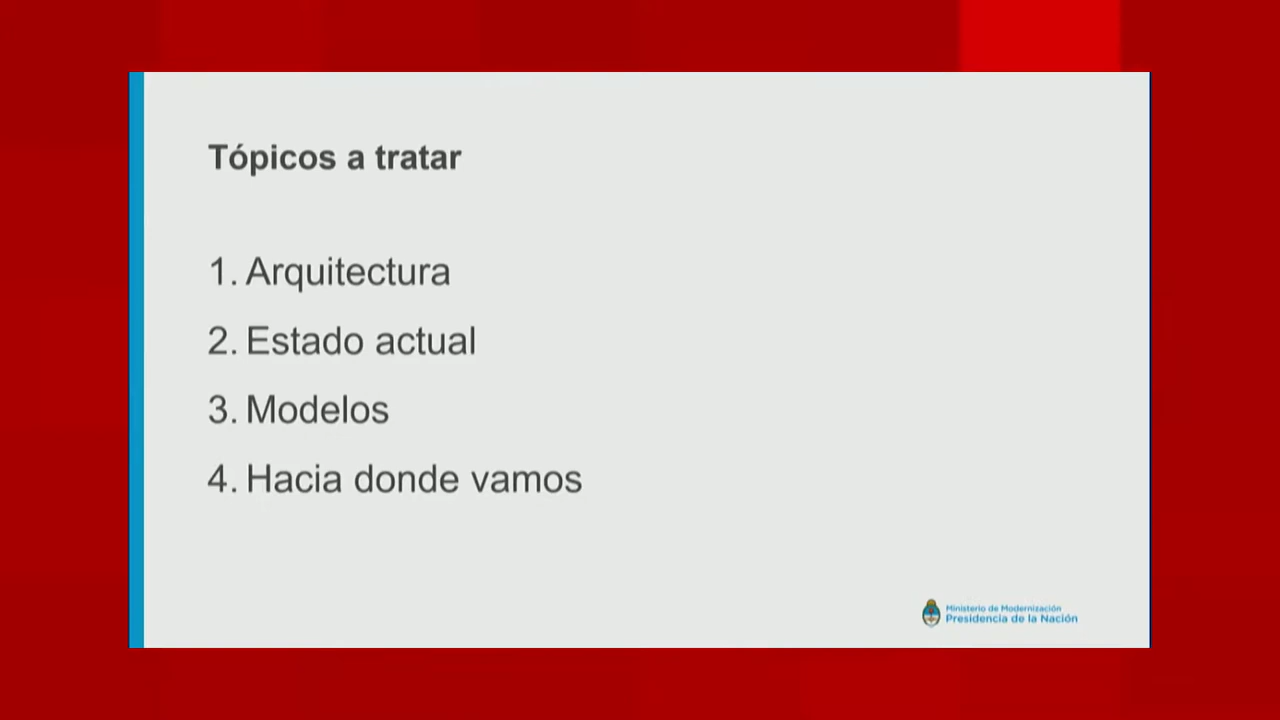 Tópicos a tratar
1. Arquitectura
2. Estado actual
3. Modelos
4. Hacia donde vamos
Ministerio de Modernización
Presidencia de la Nación